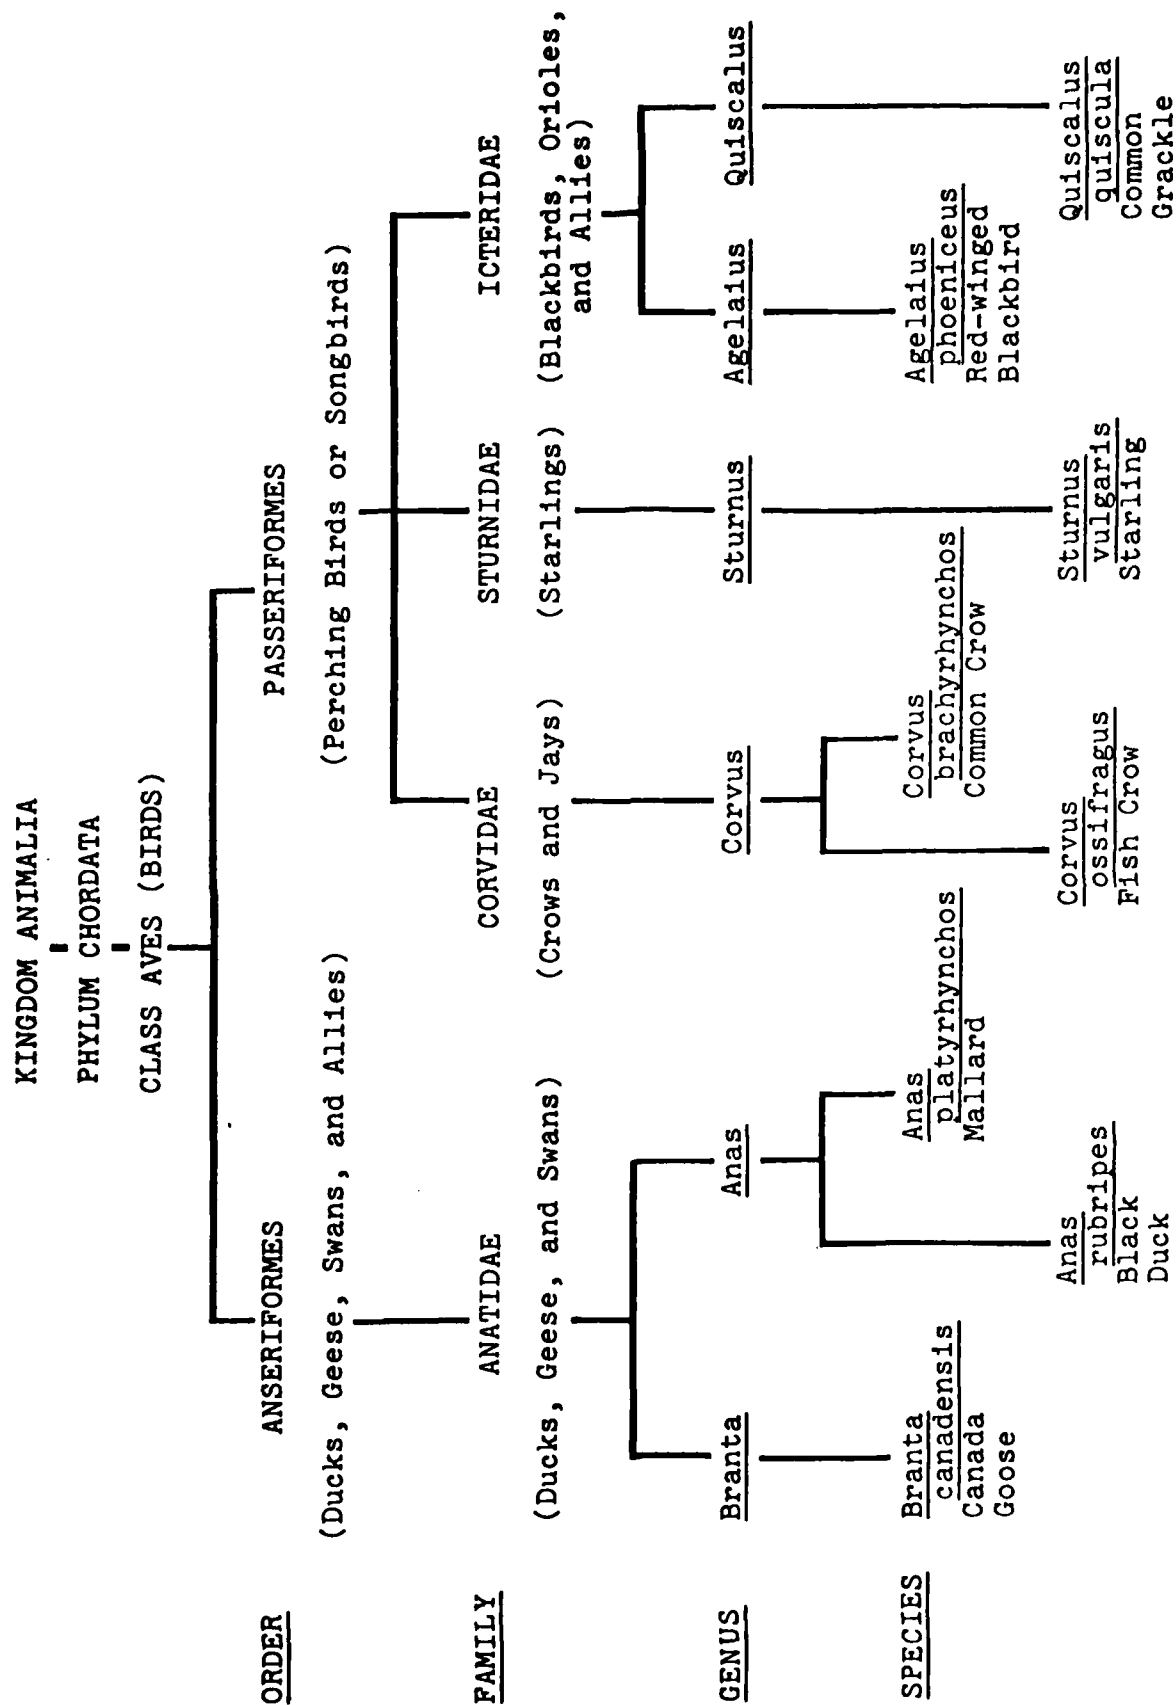 KINGDOM ANIMALIA
PHYLUM CHORDATA
CLASS AVES (BIRDS)
ORDER
ANSERIFORMES
(Ducks, Geese, Swans, and Allies)
PASSERIFORMES
(Perching Birds or Songbirds)
FAMILY
ANATIDAE
(Ducks, Geese, and Swans)
CORVIDAE
(Crows and Jays)
STURNIDAE
(Starlings)
ICTERIDAE
(Blackbirds, Orioles,
and Allies)
GENUS
Branta
Anas
Corvus
Sturnus
Agelaius
Quiscalus
SPECIES
Branta
canadensis
Canada
Goose
Anas
rubripes
Black
Duck
Anas
platyrhynchos
Mallard
Corvus
ossifragus
Fish Crow
Corvus
brachyrhynchos
Common Crow
Sturnus
vulgaris
Starling
Agelaius
phoeniceus
Red-winged
Blackbird
Quiscalus
quiscula
Common
Grackle